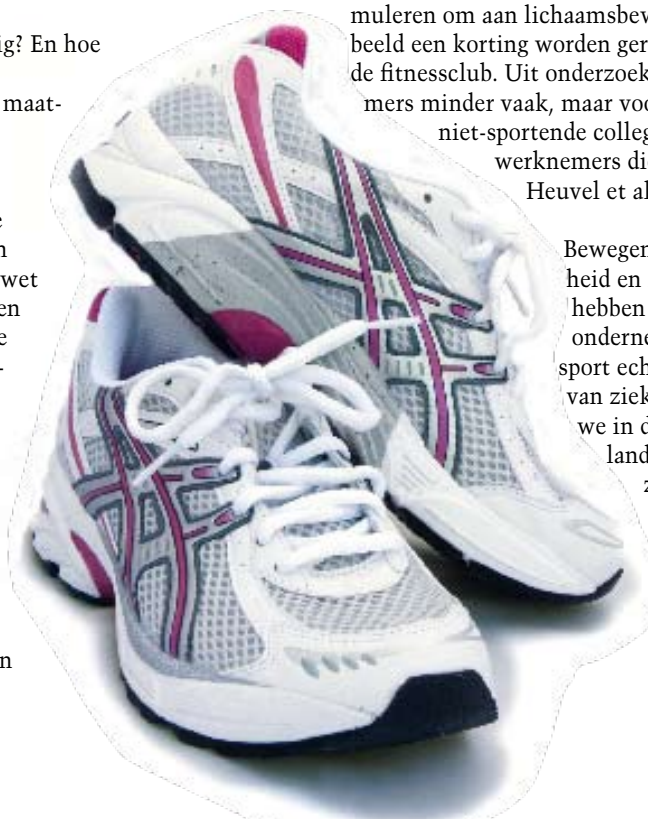 ig? En hoe
maat-
e
n
wet
en
e
-
n
muleren om aan lichaamsbew
beeld een korting worden ger
de fitnessclub. Uit onderzoek
mers minder vaak, maar voo
niet-sportende colleg
werknemers die
Heuvel et al
Bewegen
heid en
hebben
onderne
sport ech
van ziek
we in d
land
z